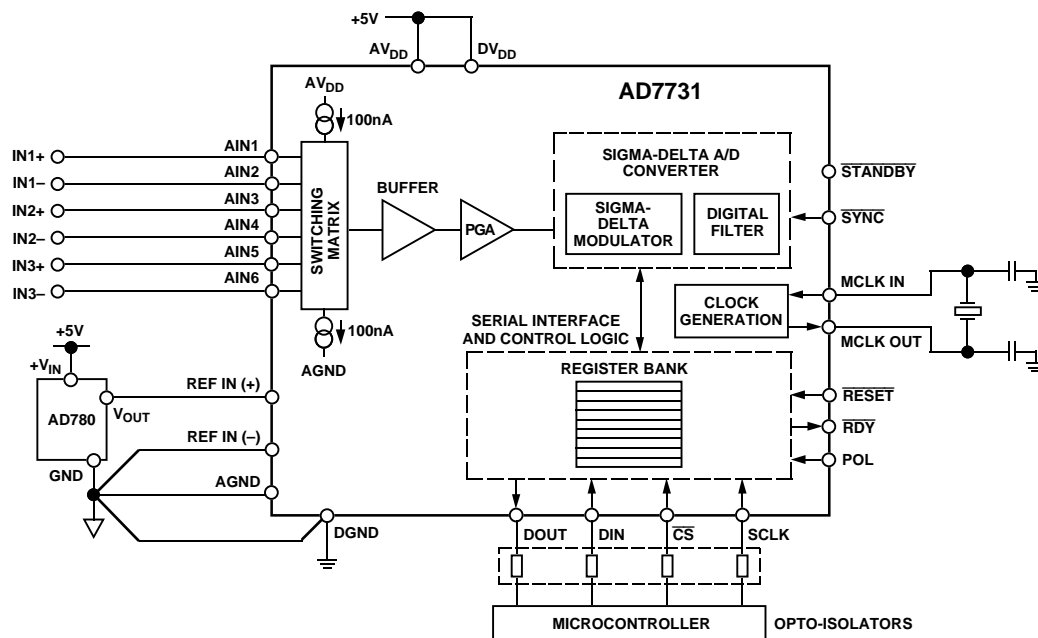 +5V
AVDD
DVDD
AD7731
AVDD
100nA
IN1+
IN1–
IN2+
IN2–
IN3+
IN3–
AIN1
AIN2
AIN3
AIN4
AIN5
AIN6
SWITCHING
MATRIX
BUFFER
PGA
SIGMA-DELTA A/D
CONVERTER
SIGMA-
DELTA
MODULATOR
DIGITAL
FILTER
STANDBY
SYNC
100nA
AGND
CLOCK
GENERATION
MCLK IN
MCLK OUT
SERIAL INTERFACE
AND CONTROL LOGIC
REGISTER BANK
RESET
RDY
POL
+5V
+VIN
AD780
VOUT
GND
REF IN (+)
REF IN (–)
AGND
DGND
DOUT
DIN
CS
SCLK
MICROCONTROLLER
OPTO-ISOLATORS